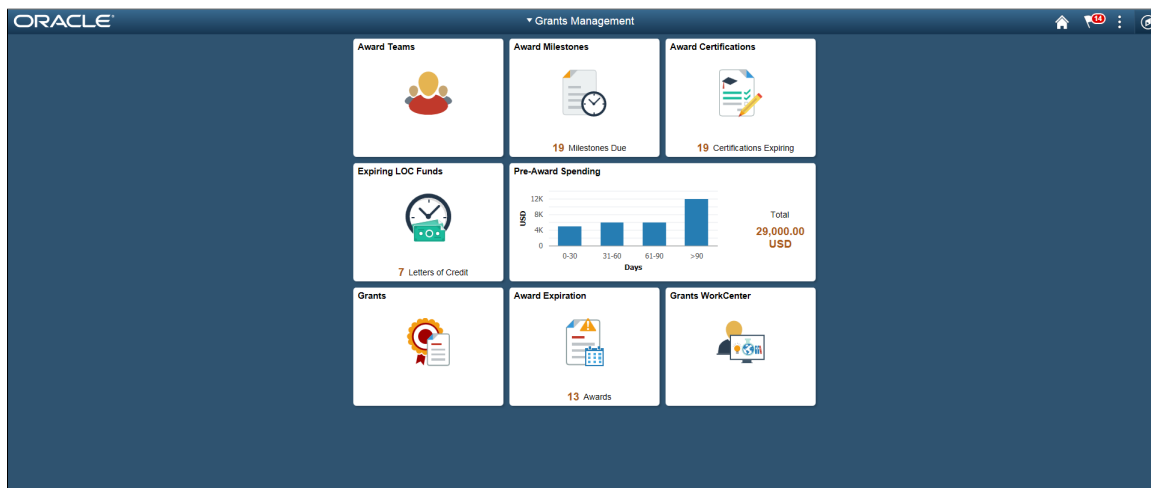 ORACLE
Grants Management
14
Award Teams
Award Milestones
19 Milestones Due
Award Certifications
19 Certifications Expiring
Expiring LOC Funds
7 Letters of Credit
Pre-Award Spending
USD
12K
8K
4K
0
0-30 31-60 61-90 >90
Days
Total
29,000.00
USD
Grants
Award Expiration
13 Awards
Grants WorkCenter